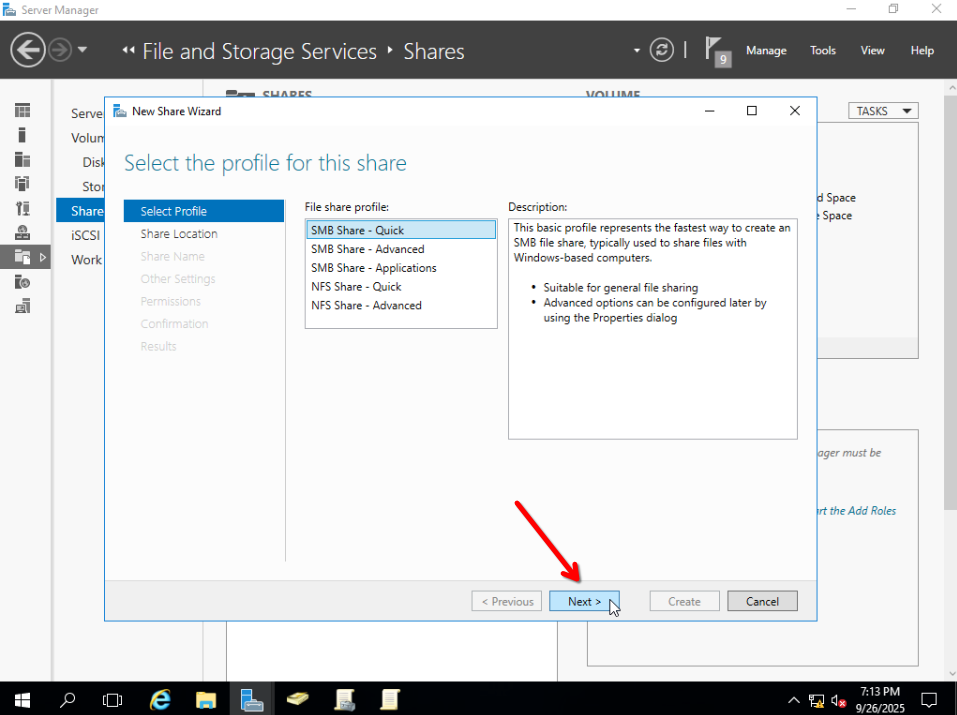 Server Manager
File and Storage Services
Shares
9
Manage
Tools
View
Help
SHARES
VOLUME
TASKS
Serve
Volum
Disk
Stor
Share
iSCSI
Work
New Share Wizard
Select the profile for this share
Select Profile
Share Location
Share Name
Other Settings
Permissions
Confirmation
Results
File share profile:
SMB Share - Quick
SMB Share - Advanced
SMB Share - Applications
NFS Share - Quick
NFS Share - Advanced
Description:
This basic profile represents the fastest way to create an
SMB file share, typically used to share files with
Windows-based computers.
• Suitable for general file sharing
• Advanced options can be configured later by
using the Properties dialog
d Space
Space
ager must be
rt the Add Roles
< Previous
Next >
Create
Cancel
7:13 PM
9/26/2025